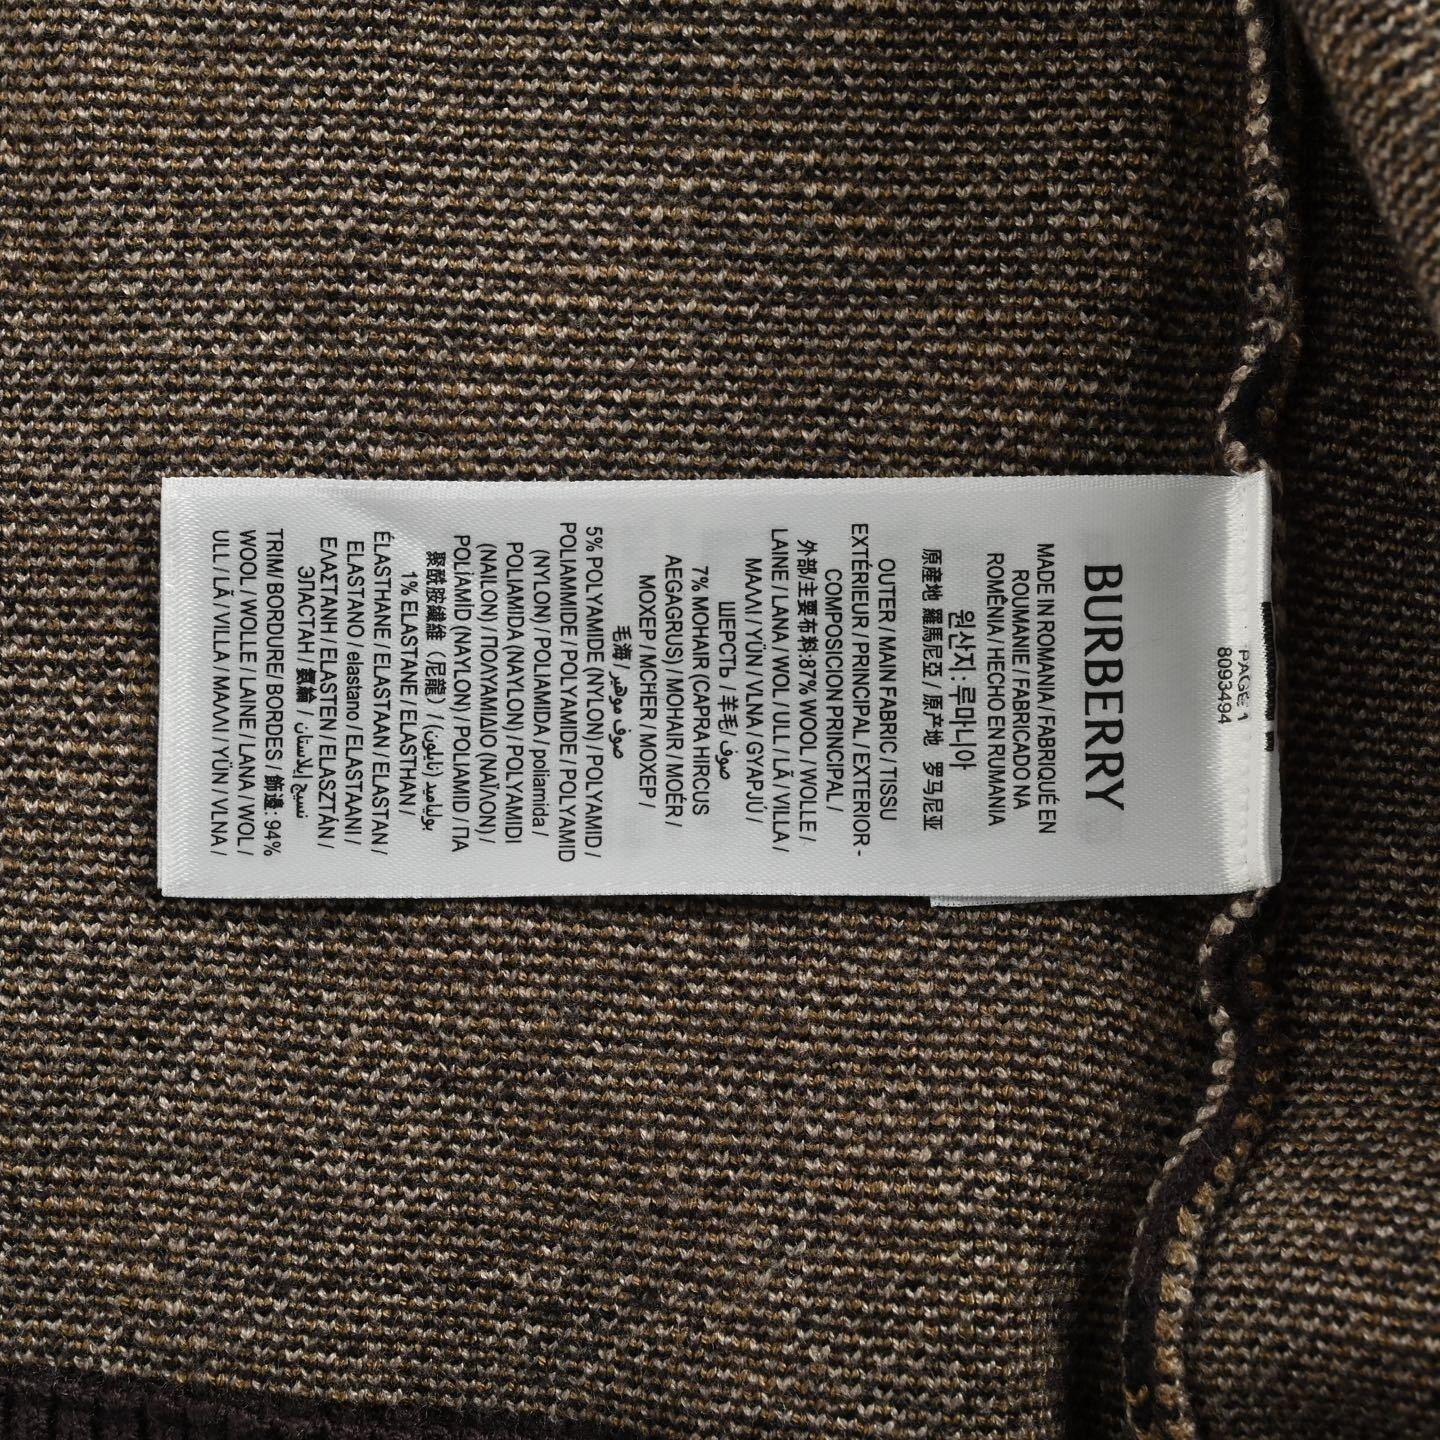 PAGE 1
8093494
BURBERRY
MADE IN ROMANIA / FABRIQUÉ EN
ROUMANIE / FABRICADO NA
ROMÉNIA / HECHO EN RUMANIA
원산지: 루마니아
原産地 羅馬尼亞 / 原产地 罗马尼亚
OUTER / MAIN FABRIC / TISSU
EXTÉRIEUR / PRINCIPAL / EXTERIOR-
COMPOSICION PRINCIPAL /
外部/主要布料:87% WOOL / WOLLE /
LAINE / LANA / WOL / ULL / LÃ / VILLA /
ΜΑΛΛΙ / YÜN / VLNA / GYAPJÚ /
ШЕРСТЬ / 羊毛 / صوف
7% MOHAIR (CAPRA HIRCUS
AEGAGRUS) / MOHAIR / MOÉR /
MOXEP / MCHER / MOXEP /
毛海 / صوف موهير
5% POLYAMIDE (NYLON) / POLYAMID /
POLIAMMIDE / POLYAMIDE / POLYAMID
(NYLON) / POLIAMIDA / poliamida /
POLIAMIDA (NAYLON) / POLYAMIDI
(NAILON) / ΠΟΛΥΑΜΙΔΙΟ (ΝΑΪΛΟΝ) /
POLİAMİD (NAYLON) / POLIAMID / ПА
聚酰胺纖維（尼龍） / بولياميد (نايلون)
1% ELASTANE / ELASTHAN /
ÉLASTHANE / ELASTAAN / ELASTAN /
ELASTANO / elastano / ELASTAANI /
ΕΛΑΣΤΑΝΗ / ELASTEN / ELASZTÁN /
ЭПАСТАН / 氨綸 / نسيج إيلاستان
TRIM/ BORDURE/ BORDES / 飾邊 : 94%
WOOL / WOLLE / LAINE / LANA / WOL /
ULL / LÃ / VILLA / ΜΑΛΛΙ / YÜN / VLNA /